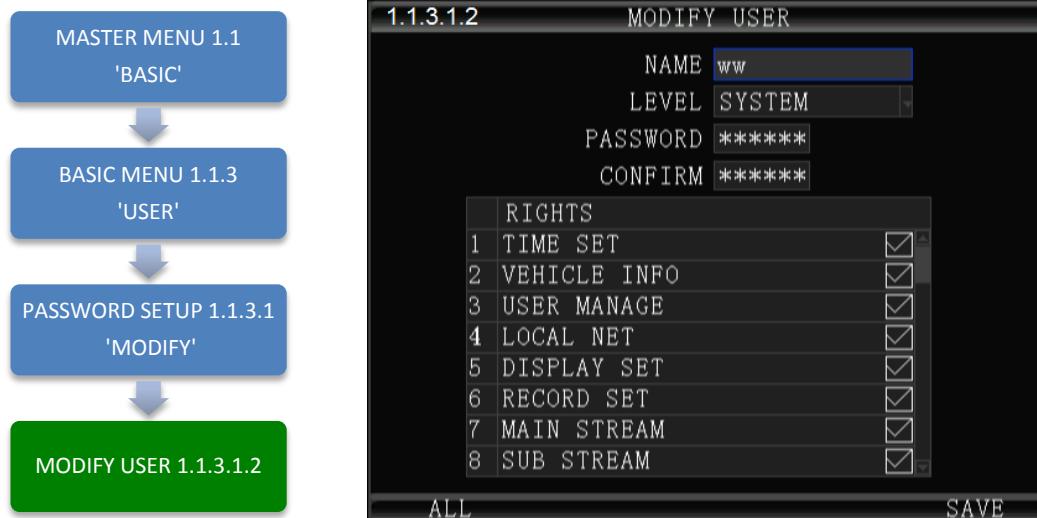 MASTER MENU 1.1
'BASIC'
BASIC MENU 1.1.3
'USER'
PASSWORD SETUP 1.1.3.1
'MODIFY'
MODIFY USER 1.1.3.1.2
1.1.3.1.2 MODIFY USER
NAME ww
LEVEL SYSTEM
PASSWORD ******
CONFIRM ******
RIGHTS
1 TIME SET
2 VEHICLE INFO
3 USER MANAGE
4 LOCAL NET
5 DISPLAY SET
6 RECORD SET
7 MAIN STREAM
8 SUB STREAM
ALL SAVE